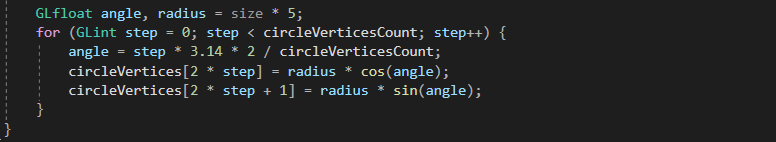 GLfloat angle, radius = size * 5;
for (GLint step = 0; step < circleVerticesCount; step++) {
angle = step * 3.14 * 2 / circleVerticesCount;
circleVertices[2 * step] = radius * cos(angle);
circleVertices[2 * step + 1] = radius * sin(angle);
}
}